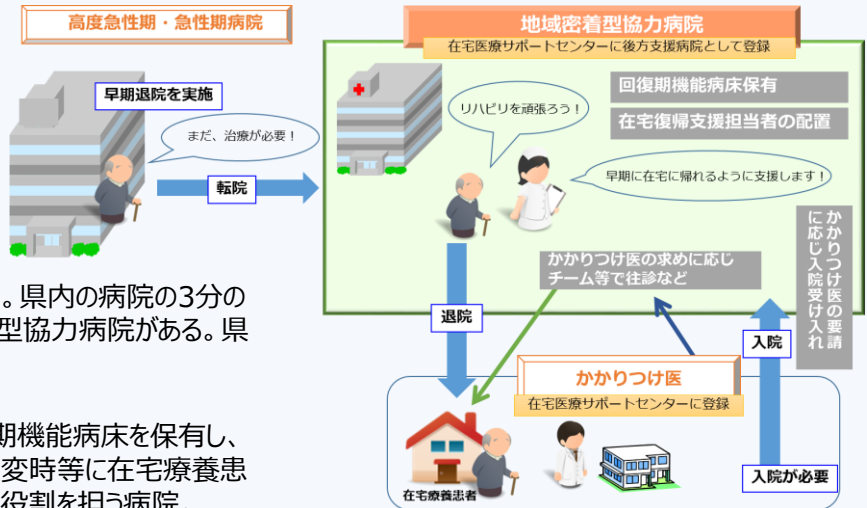 高度急性期・急性期病院
早期退院を実施
まだ、治療が必要!
転院
地域密着型協力病院
在宅医療サポートセンターに後方支援病院として登録
回復期機能病床保有
在宅復帰支援担当者の配置
リハビリを頑張ろう!
早期に在宅に帰れるように支援します!
かかりつけ医の要請
に応じ入院受け入れ
かかりつけ医の求めに応じ
チーム等で往診など
退院
入院
かかりつけ医
在宅医療サポートセンターに登録
在宅療養患者
入院が必要
。県内の病院の3分の
型協力病院がある。県
期機能病床を保有し、
変時等に在宅療養患
役割を担う病院。